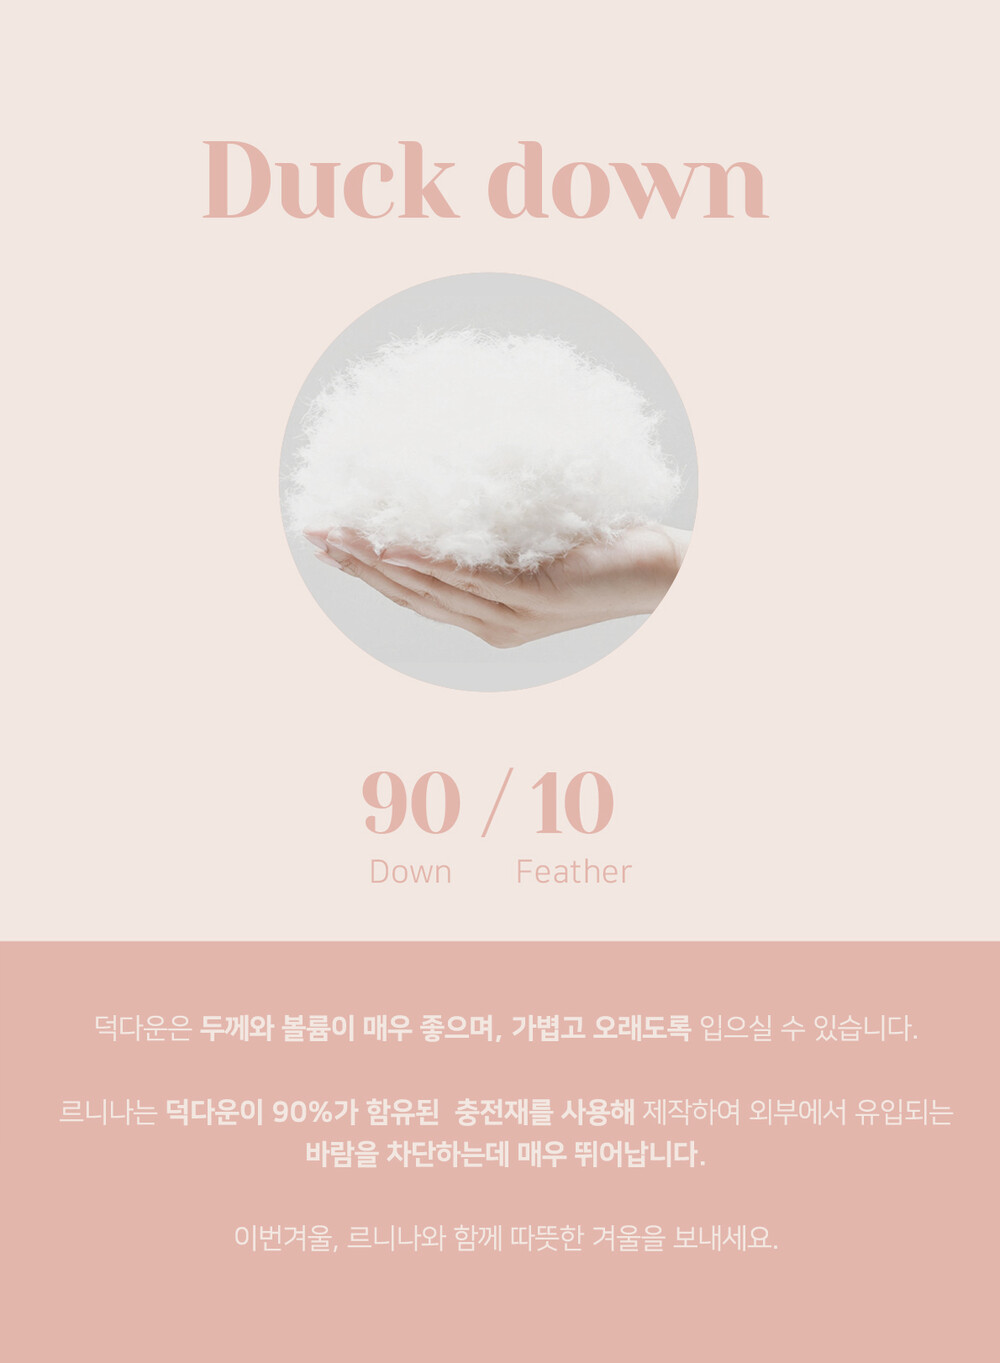 Duck down
90 / 10
Down Feather
덕다운은 두께와 볼륨이 매우 좋으며, 가볍고 오래도록 입으실 수 있습니다.
르니나는 덕다운이 90%가 함유된 충전재를 사용해 제작하여 외부에서 유입되는
바람을 차단하는데 매우 뛰어납니다.
이번겨울, 르니나와 함께 따뜻한 겨울을 보내세요.